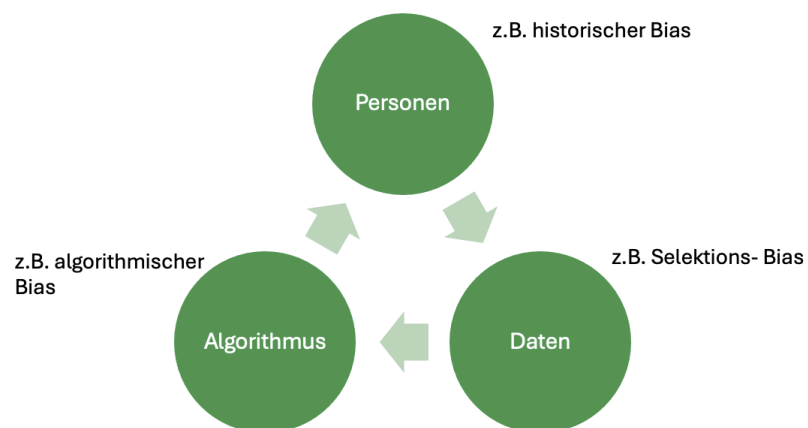 z.B. historischer Bias
Personen
z.B. algorithmischer
Bias
z.B. Selektions- Bias
Algorithmus
Daten